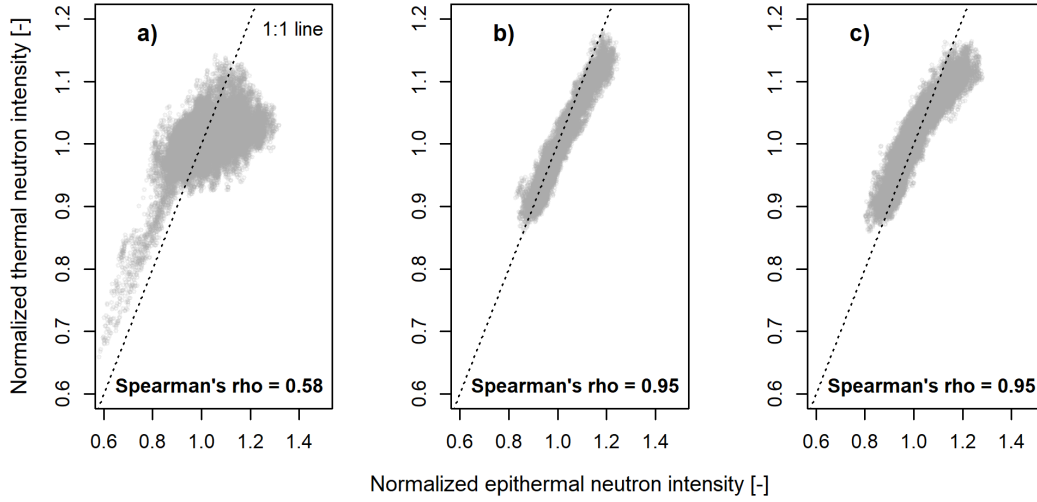 a)
1:1 line
b)
c)
Normalized thermal neutron intensity [-]
1.2
1.1
1.0
0.9
0.8
0.7
0.6
1.2
1.1
1.0
0.9
0.8
0.7
0.6
1.2
1.1
1.0
0.9
0.8
0.7
0.6
Spearman's rho = 0.58
Spearman's rho = 0.95
Spearman's rho = 0.95
0.6 0.8 1.0 1.2 1.4
0.6 0.8 1.0 1.2 1.4
0.6 0.8 1.0 1.2 1.4
Normalized epithermal neutron intensity [-]